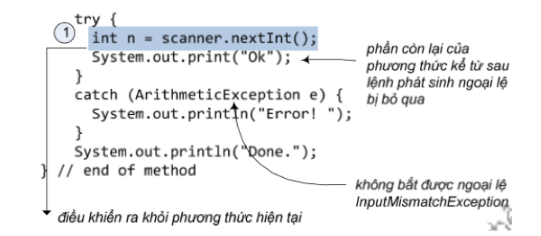 try {
1
int n = scanner.nextInt();
System.out.print("Ok");
}
catch (ArithmeticException e) {
System.out.println("Error! ");
}
System.out.println("Done.");
} // end of method
phần còn lại của
phương thức kể từ sau
lệnh phát sinh ngoại lệ
bị bỏ qua
không bắt được ngoại lệ
InputMismatchException
điều khiển ra khỏi phương thức hiện tại